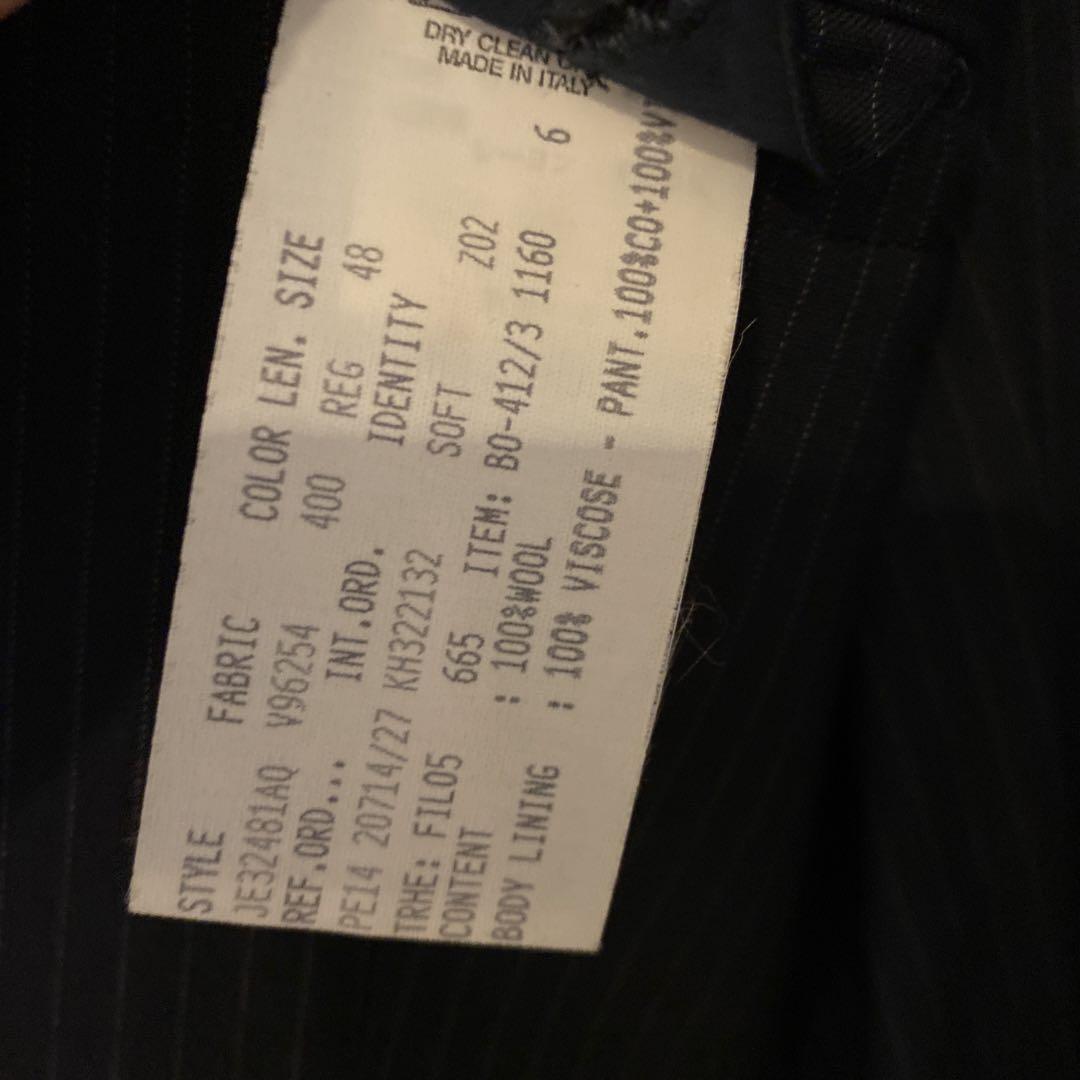 DRY CLEAN
MADE IN ITALY
STYLE FABRIC COLOR LEN. SIZE
JE32481AQ V96254 400 REG 48
REF.ORD... INT.ORD. IDENTITY
PE14 20714/27 KH322132 SOFT Z02
TRHE: FIL05 665 ITEM: BO-412/3 1160 6
CONTENT : 100%WOOL
BODY LINING : 100% VISCOSE - PANT.100%CO+100%VI